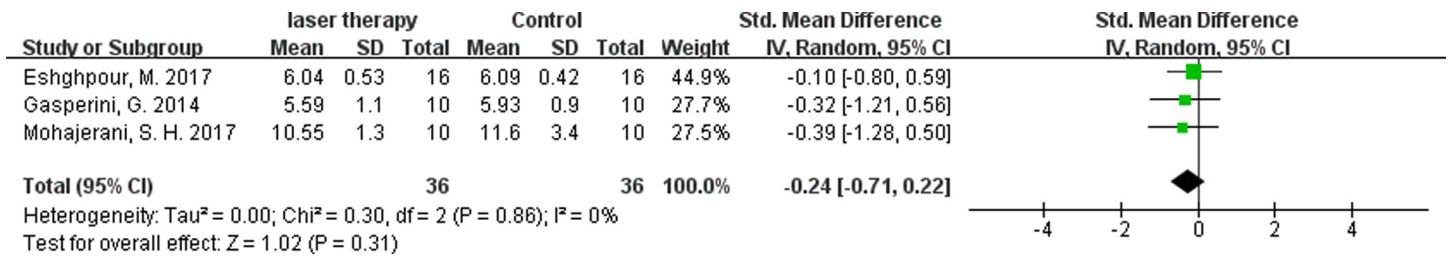 laser therapy Control Std. Mean Difference Std. Mean Difference
Study or Subgroup Mean SD Total Mean SD Total Weight IV, Random, 95% CI IV, Random, 95% CI
Eshghpour, M. 2017 6.04 0.53 16 6.09 0.42 16 44.9% -0.10 [-0.80, 0.59]
Gasperini, G. 2014 5.59 1.1 10 5.93 0.9 10 27.7% -0.32 [-1.21, 0.56]
Mohajerani, S. H. 2017 10.55 1.3 10 11.6 3.4 10 27.5% -0.39 [-1.28, 0.50]
Total (95% CI) 36 36 100.0% -0.24 [-0.71, 0.22]
Heterogeneity: Tau² = 0.00; Chi² = 0.30, df = 2 (P = 0.86); I² = 0%
Test for overall effect: Z = 1.02 (P = 0.31)
-4 -2 0 2 4